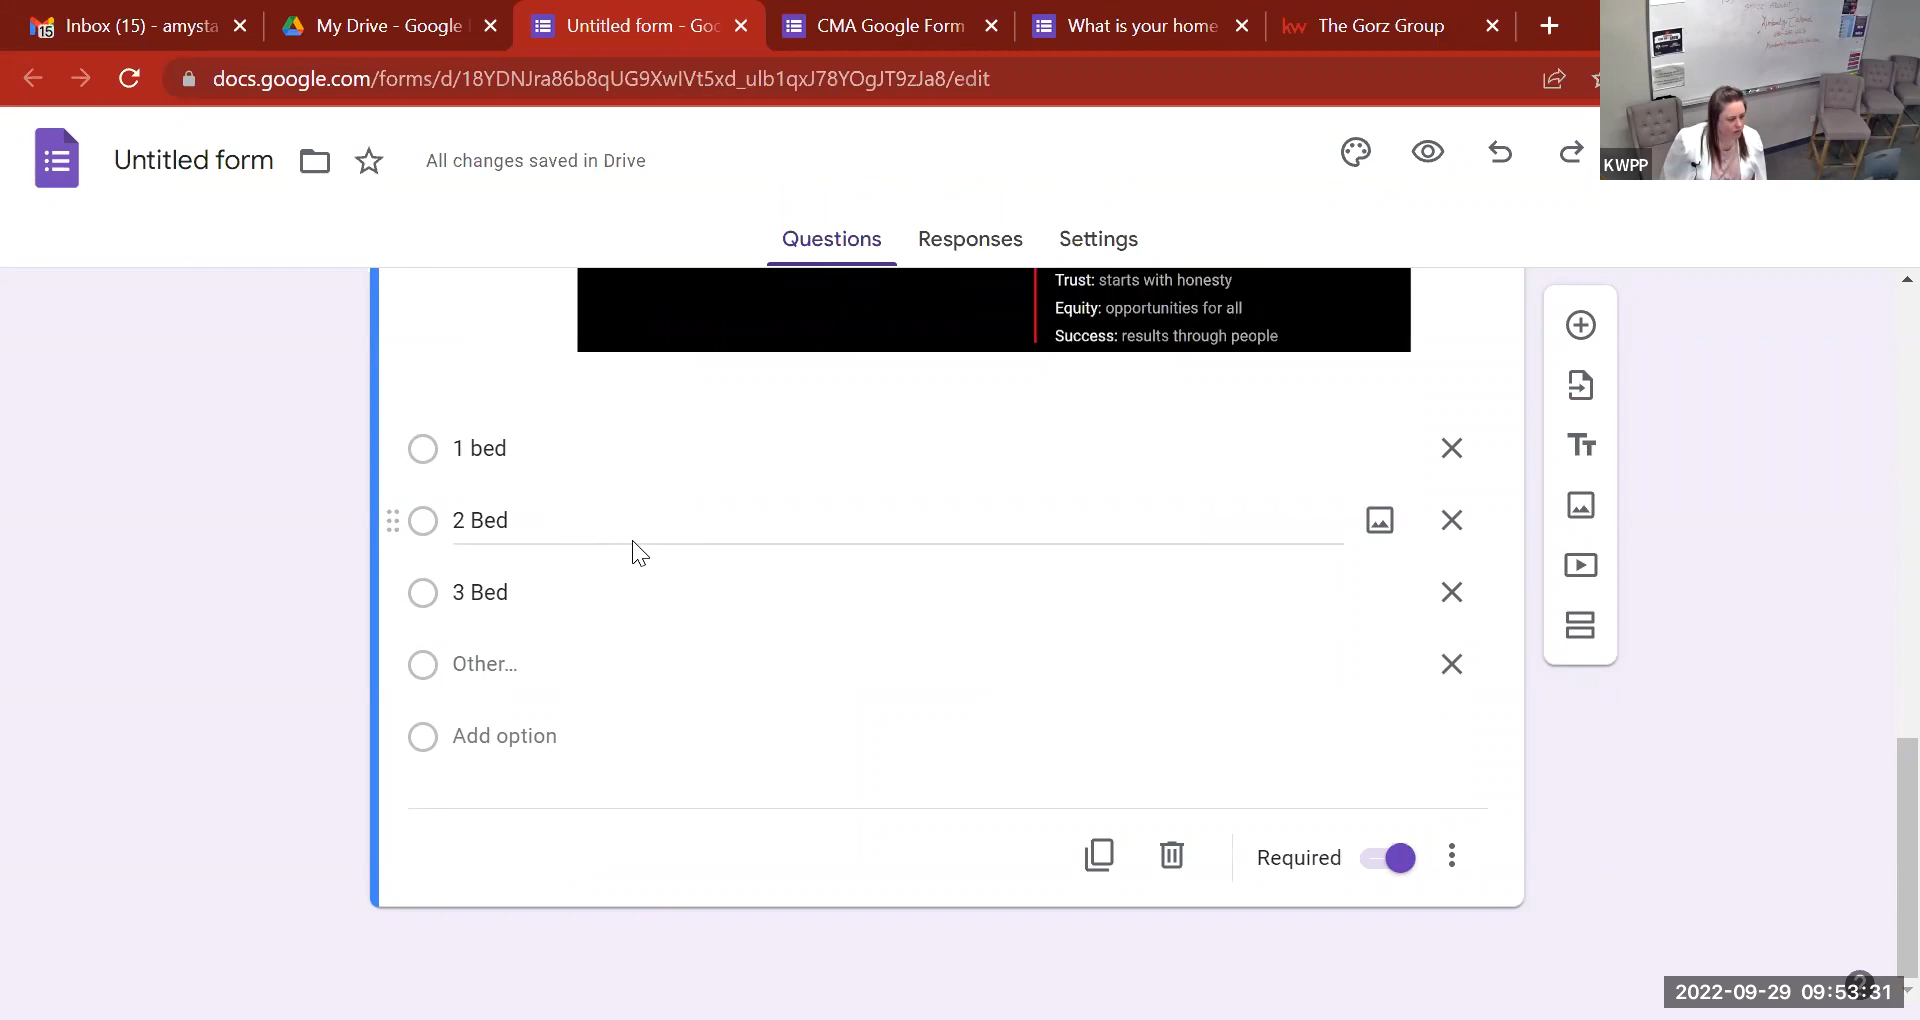 Inbox (15) - amysta
My Drive - Google
Untitled form - Goo
CMA Google Form
What is your home
kw The Gorz Group
docs.google.com/forms/d/18YDNJra86b8qUG9XwIVt5xd_ulb1qxJ78YOgJT9zJa8/edit
Untitled form
All changes saved in Drive
KWPP
Questions
Responses
Settings
Trust: starts with honesty
Equity: opportunities for all
Success: results through people
1 bed
2 Bed
3 Bed
Other...
Add option
Required
2022-09-29 09:53:31